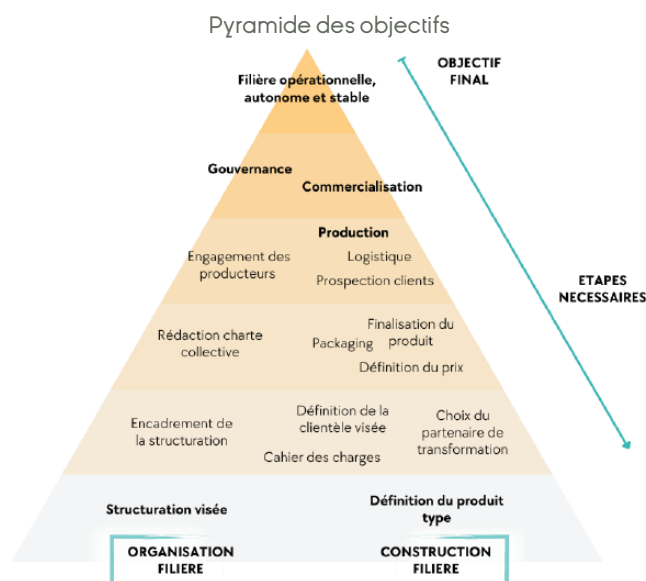 Pyramide des objectifs
OBJECTIF
FINAL
Filière opérationnelle,
autonome et stable
Gouvernance
Commercialisation
Production
Engagement des
producteurs
Logistique
Prospection clients
ETAPES
NECESSAIRES
Rédaction charte
collective
Packaging
Finalisation du
produit
Définition du prix
Encadrement de
la structuration
Définition de la
clientèle visée
Cahier des charges
Choix du
partenaire de
transformation
Structuration visée
Définition du produit
type
ORGANISATION
FILIERE
CONSTRUCTION
FILIERE